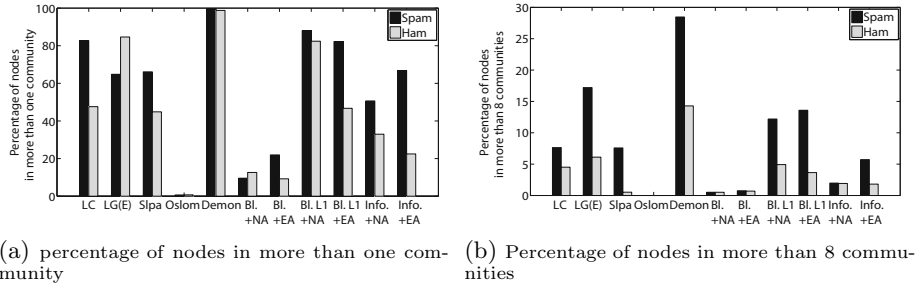 Percentage of nodes
in more than one community
100
80
60
40
20
0
Spam
Ham
LC LG(E) Slpa Oslom Demon Bl. Bl. Bl. L1 Bl. L1 Info. Info.
+NA +EA +NA +EA +NA +EA
(a) percentage of nodes in more than one com-
munity
Percentage of nodes
in more than 8 communities
30
25
20
15
10
5
0
Spam
Ham
LC LG(E) Slpa Oslom Demon Bl. Bl. Bl. L1 Bl. L1 Info. Info.
+NA +EA +NA +EA +NA +EA
(b) Percentage of nodes in more than 8 commu-
nities